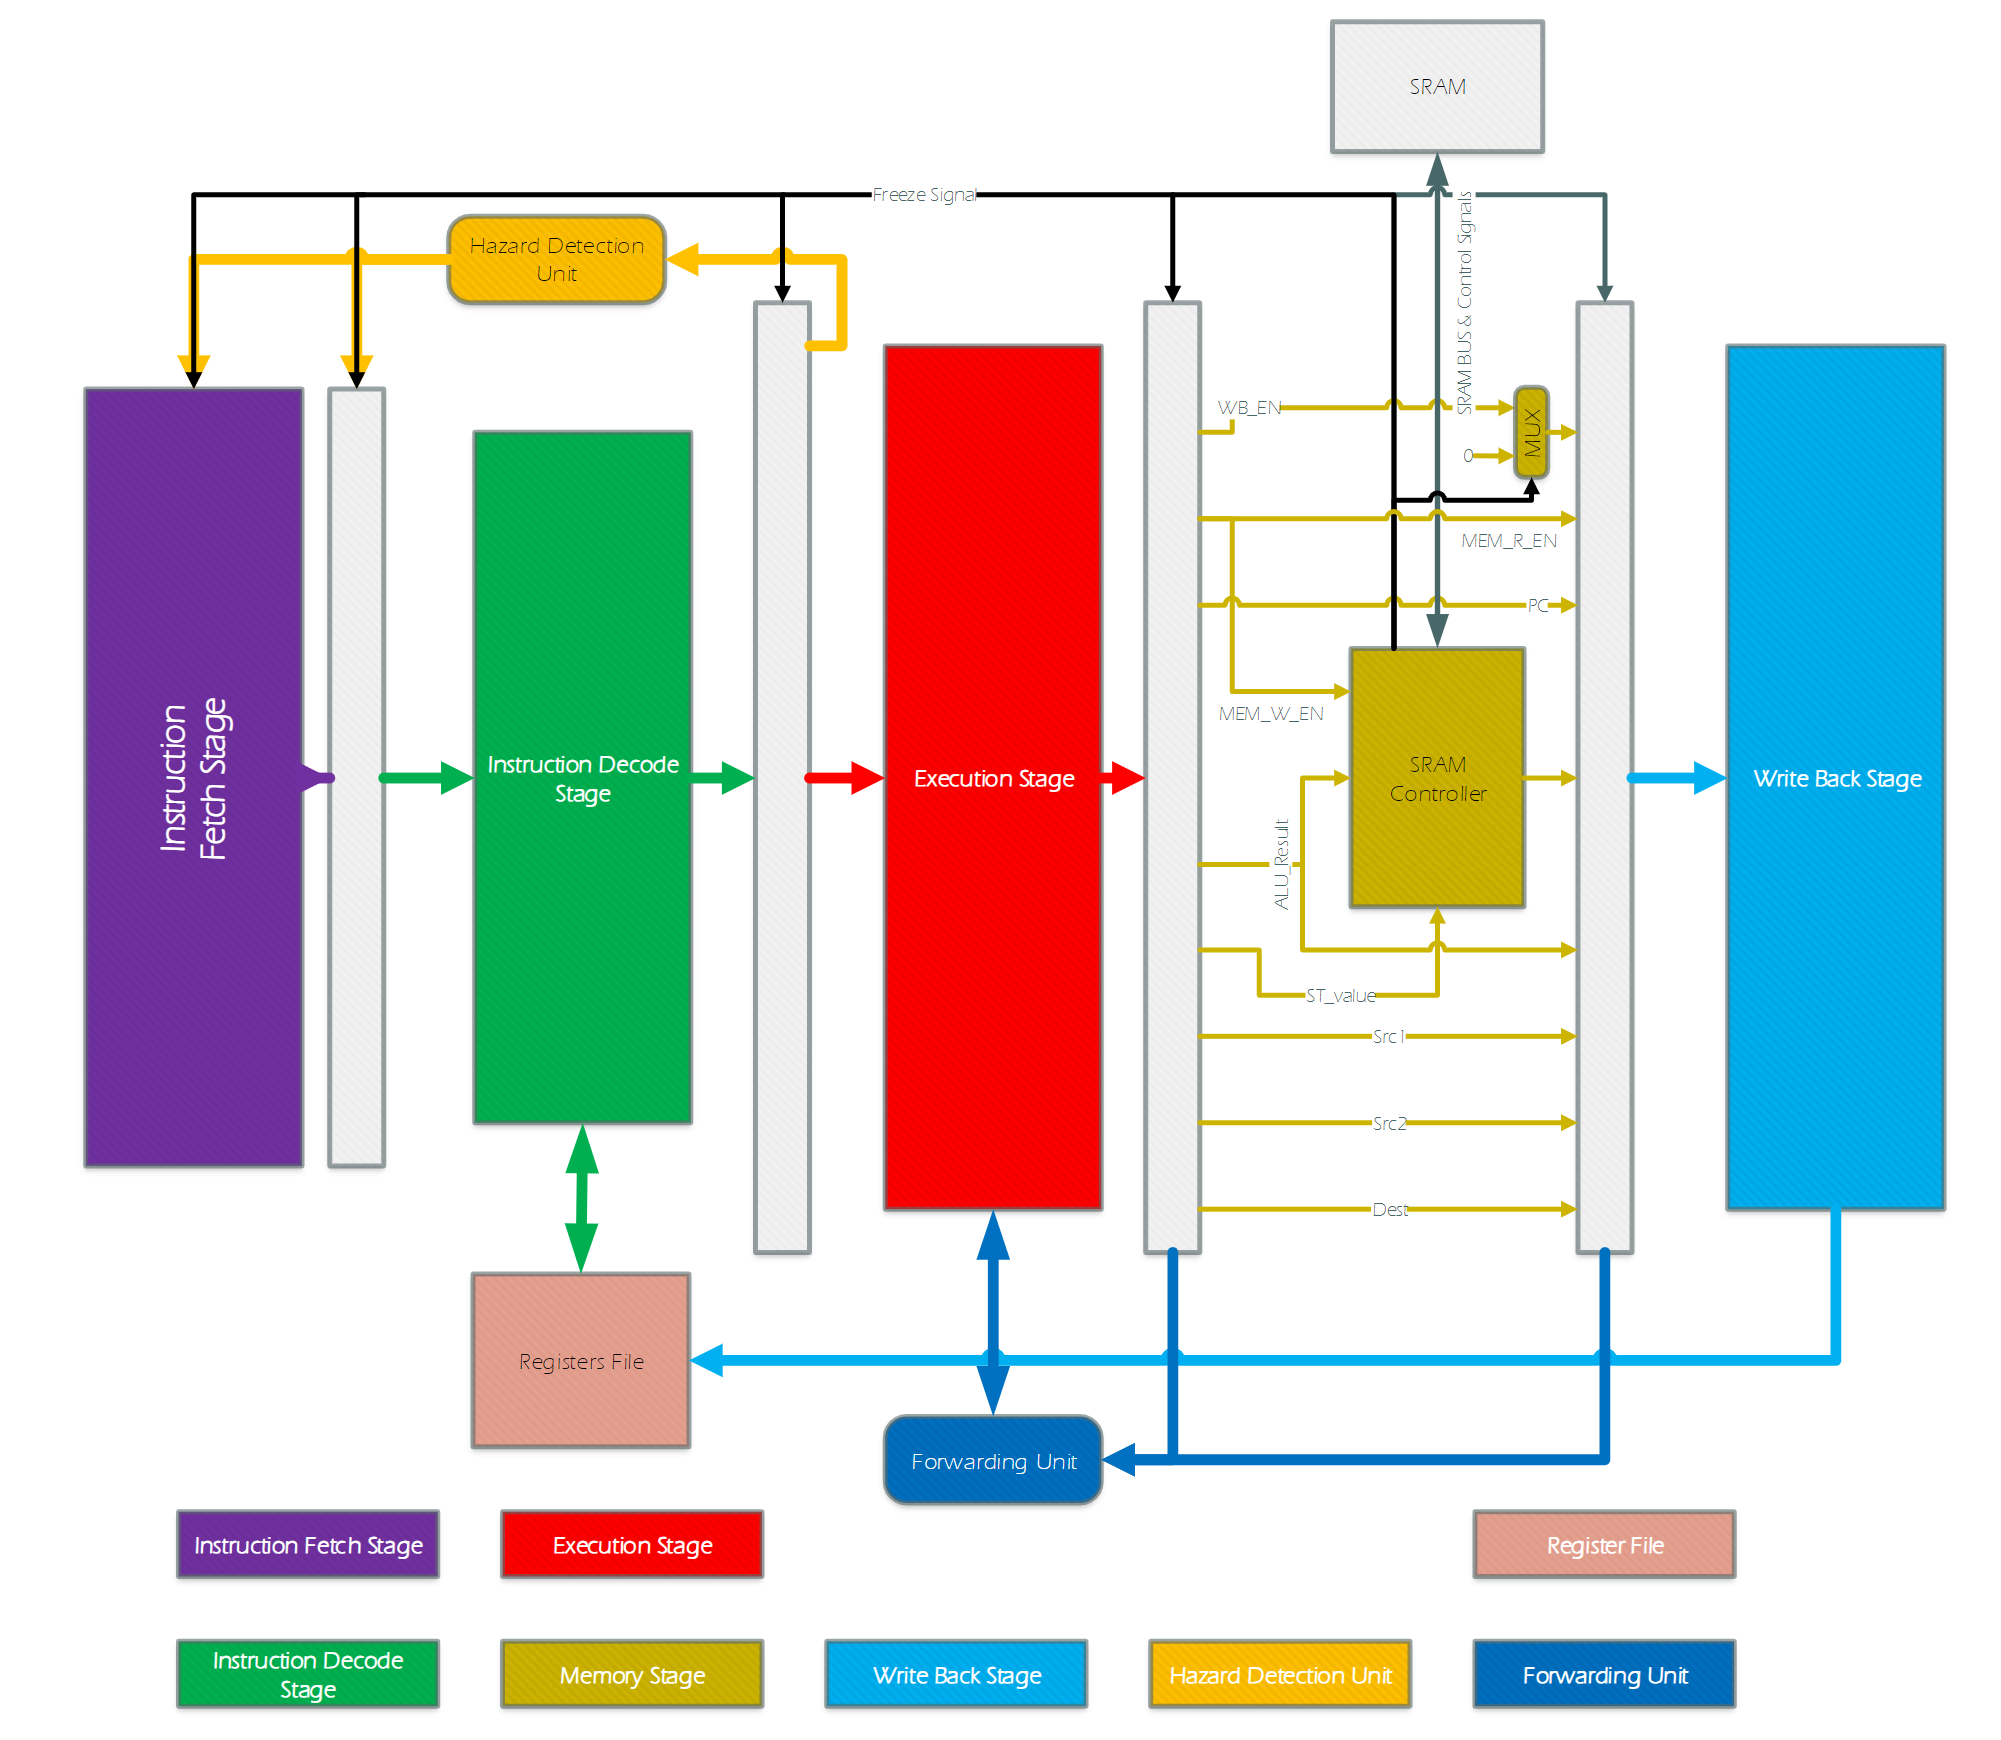 SRAM
Freeze Signal
SRAM BUS & Control Signals
Hazard Detection
Unit
WB_EN
MUX
0
MEM_R_EN
PC
MEM_W_EN
Instruction
Fetch Stage
Instruction Decode
Stage
Execution Stage
SRAM
Controller
Write Back Stage
ALU_Result
ST_value
Src1
Src2
Dest
Registers File
Forwarding Unit
Instruction Fetch Stage
Execution Stage
Register File
Instruction Decode
Stage
Memory Stage
Write Back Stage
Hazard Detection Unit
Forwarding Unit